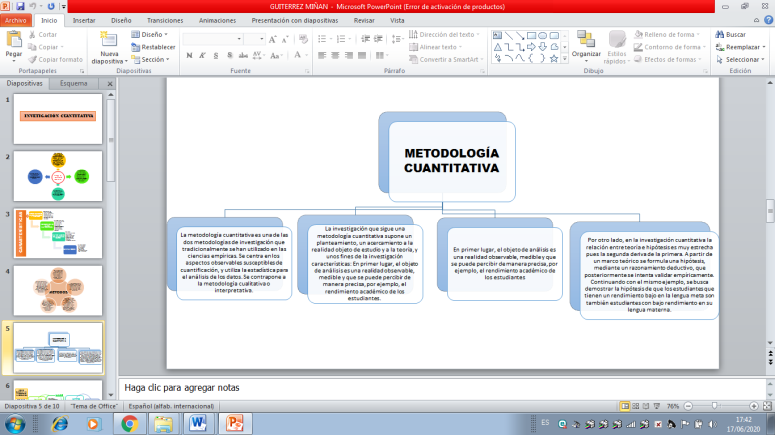 GUITERREZ MIÑAN - Microsoft PowerPoint (Error de activación de productos)
Archivo Inicio Insertar Diseño Transiciones Animaciones Presentación con diapositivas Revisar Vista
Pegar
Cortar
Copiar
Copiar formato
Portapapeles
Nueva
diapositiva
Diseño
Restablecer
Sección
Diapositivas
N K S abc AV Aa A
Fuente
Dirección del texto
Alinear texto
Convertir a SmartArt
Párrafo
Organizar
Estilos
rápidos
Relleno de forma
Contorno de forma
Efectos de formas
Dibujo
Buscar
Reemplazar
Seleccionar
Edición
Diapositivas Esquema
1
INVESTIGACION CUANTITATIVA
2
3
4
METODOS
5
6
METODOLOGÍA
CUANTITATIVA
La metodología cuantitativa es una de las
dos metodologías de investigación que
tradicionalmente se han utilizado en las
ciencias empíricas. Se centra en los
aspectos observables susceptibles de
cuantificación, y utiliza la estadística para
el análisis de los datos. Se contrapone a
la metodología cualitativa o
interpretativa.
La investigación que sigue una
metodología cuantitativa supone un
planteamiento, un acercamiento a la
realidad objeto de estudio y a la teoría, y
unos fines de la investigación
características: En primer lugar, el objeto
de análisis es una realidad observable,
medible y que se puede percibir de
manera precisa, por ejemplo, el
rendimiento académico de los
estudiantes.
En primer lugar, el objeto de análisis es
una realidad observable, medible y que
se puede percibir de manera precisa, por
ejemplo, el rendimiento académico de
los estudiantes
Por otro lado, en la investigación cuantitativa la
relación entre teoría e hipótesis es muy estrecha
pues la segunda deriva de la primera. A partir de
un marco teórico se formula una hipótesis,
mediante un razonamiento deductivo, que
posteriormente se intenta validar empíricamente.
Continuando con el mismo ejemplo, se busca
demostrar la hipótesis de que los estudiantes que
tienen un rendimiento bajo en la lengua meta son
también estudiantes con bajo rendimiento en su
lengua materna.
Haga clic para agregar notas
Diapositiva 5 de 10 "Tema de Office" Español (alfab. internacional) 76%
ES 17:42
17/06/2020